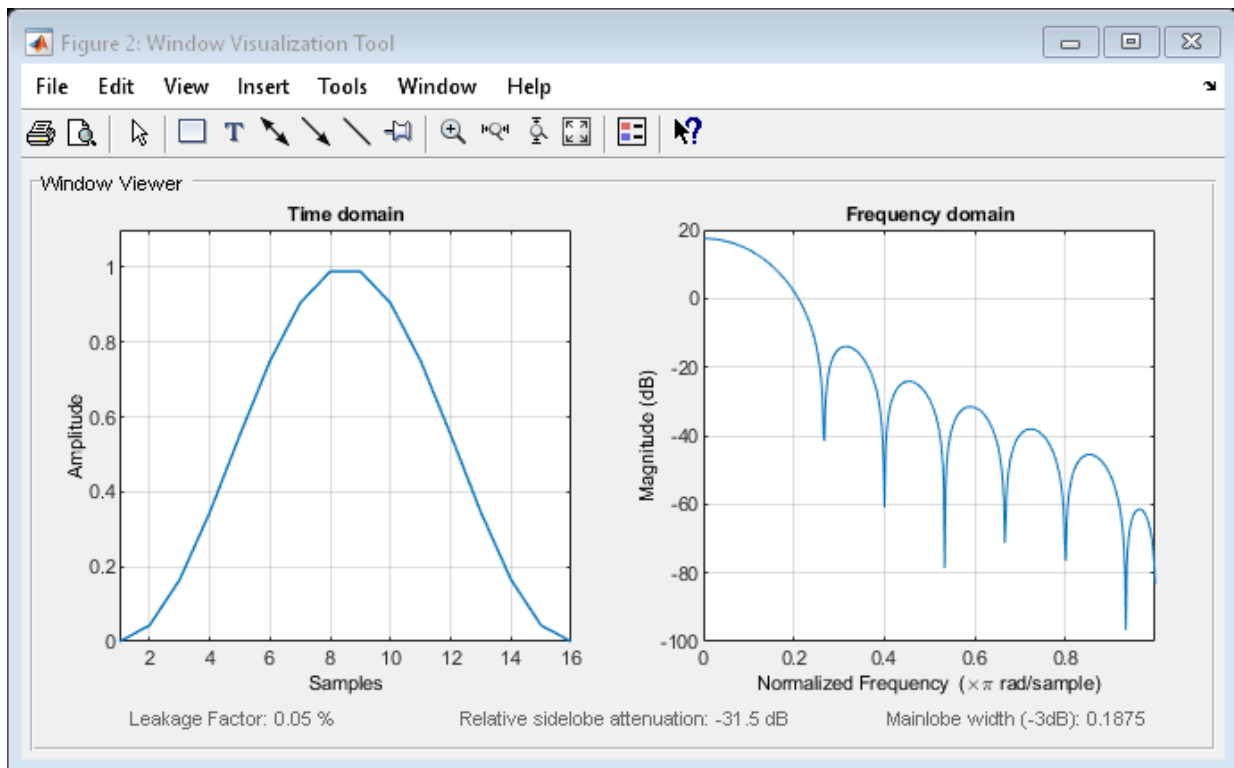 Figure 2: Window Visualization Tool
File Edit View Insert Tools Window Help
T
Window Viewer
Time domain
1
0.8
0.6
0.4
0.2
0
Amplitude
2 4 6 8 10 12 14 16
Samples
Frequency domain
20
0
-20
-40
-60
-80
-100
Magnitude (dB)
0 0.2 0.4 0.6 0.8
Normalized Frequency (×π rad/sample)
Leakage Factor: 0.05 % Relative sidelobe attenuation: -31.5 dB Mainlobe width (-3dB): 0.1875